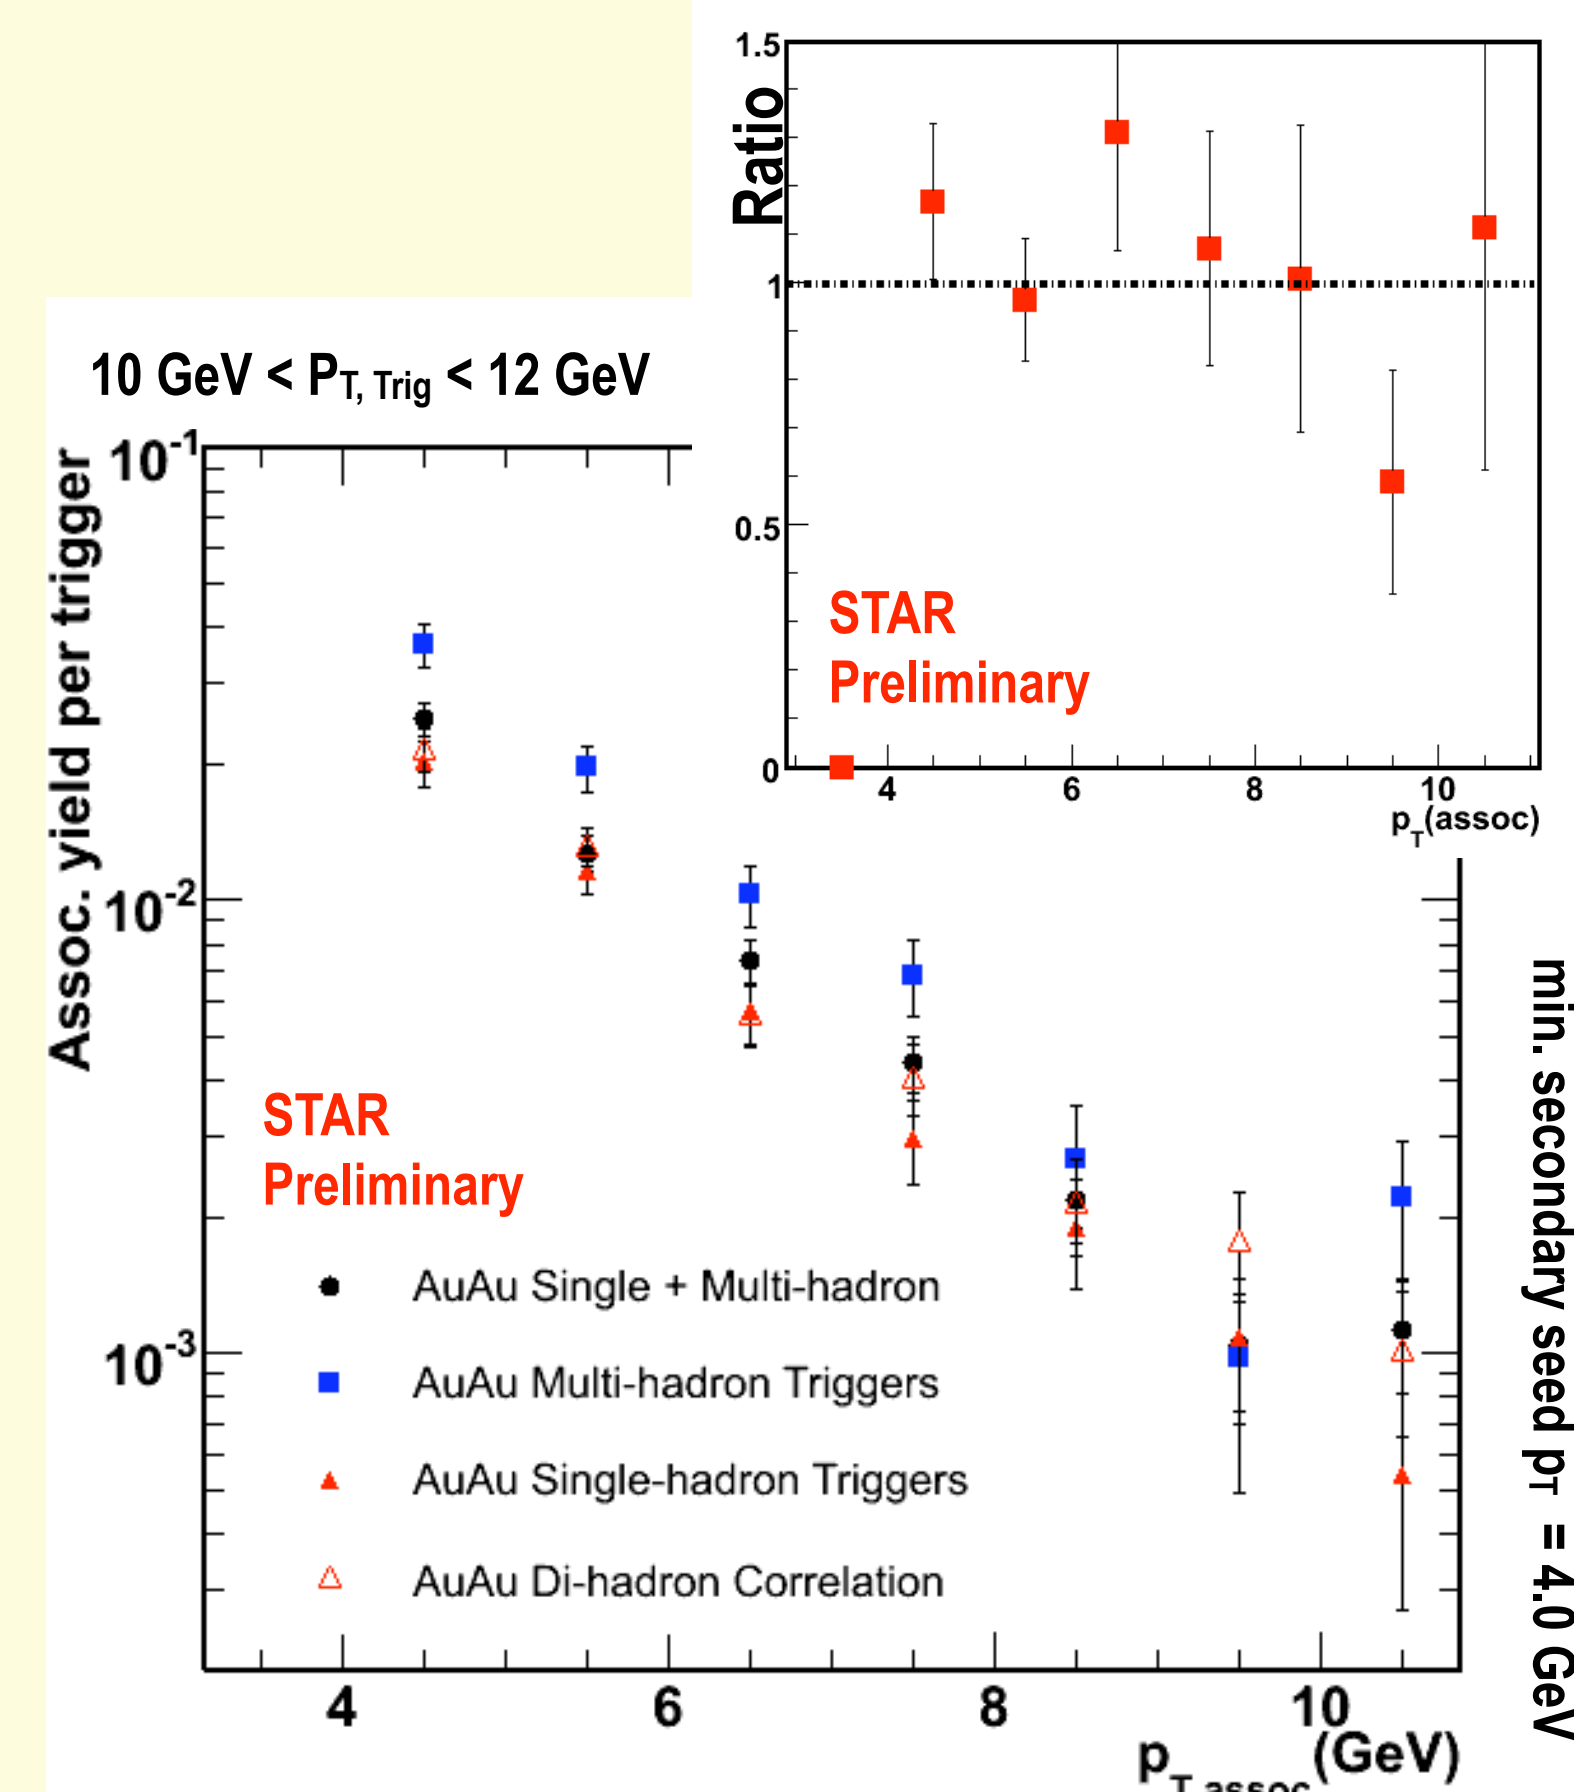 1.5
Ratio
1
0.5
0
STAR
Preliminary
4 6 8 10
p_T(assoc)
10 GeV < P_T, Trig < 12 GeV
10^-1
Assoc. yield per trigger
10^-2
10^-3
STAR
Preliminary
AuAu Single + Multi-hadron
AuAu Multi-hadron Triggers
AuAu Single-hadron Triggers
AuAu Di-hadron Correlation
4 6 8 10
p_T,assoc (GeV)
min. secondary seed p_T = 4.0 GeV